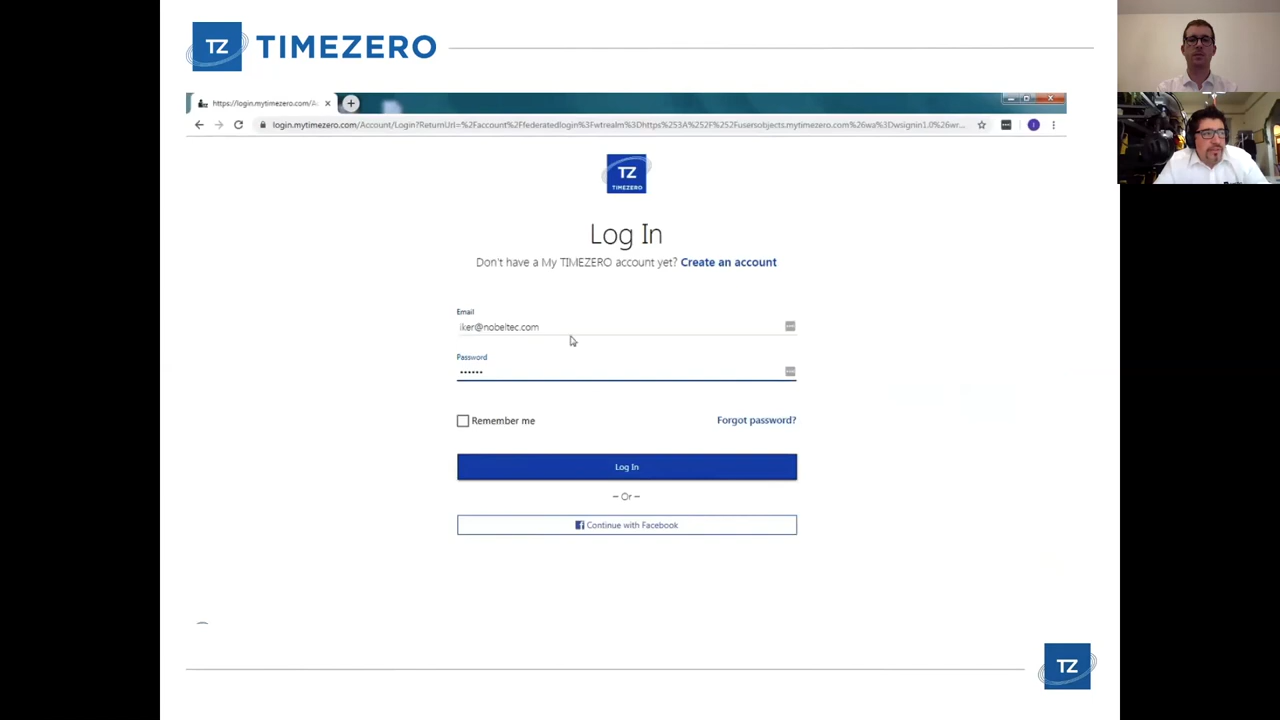 TZ TIMEZERO
https://login.mytimezero.com/Ac
login.mytimezero.com/Account/Login?ReturnUrl=%2Faccount%2Ffederatedlogin%3Fwtrealm%3Dhttps%253A%252F%252Fusersobjects.mytimezero.com%26wa%3Dwsignin1.0%26wr...
TZ
TIMEZERO
Log In
Don't have a My TIMEZERO account yet? Create an account
Email
iker@nobeltec.com
Password
Remember me
Forgot password?
Log In
– Or –
Continue with Facebook
TZ